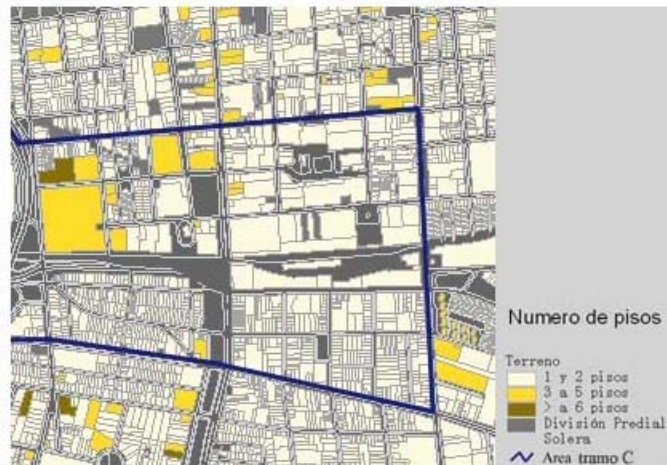 Numero de pisos
Terreno
1 y 2 pisos
3 a 5 pisos
> a 6 pisos
División Predial
Solera
Area tramo C